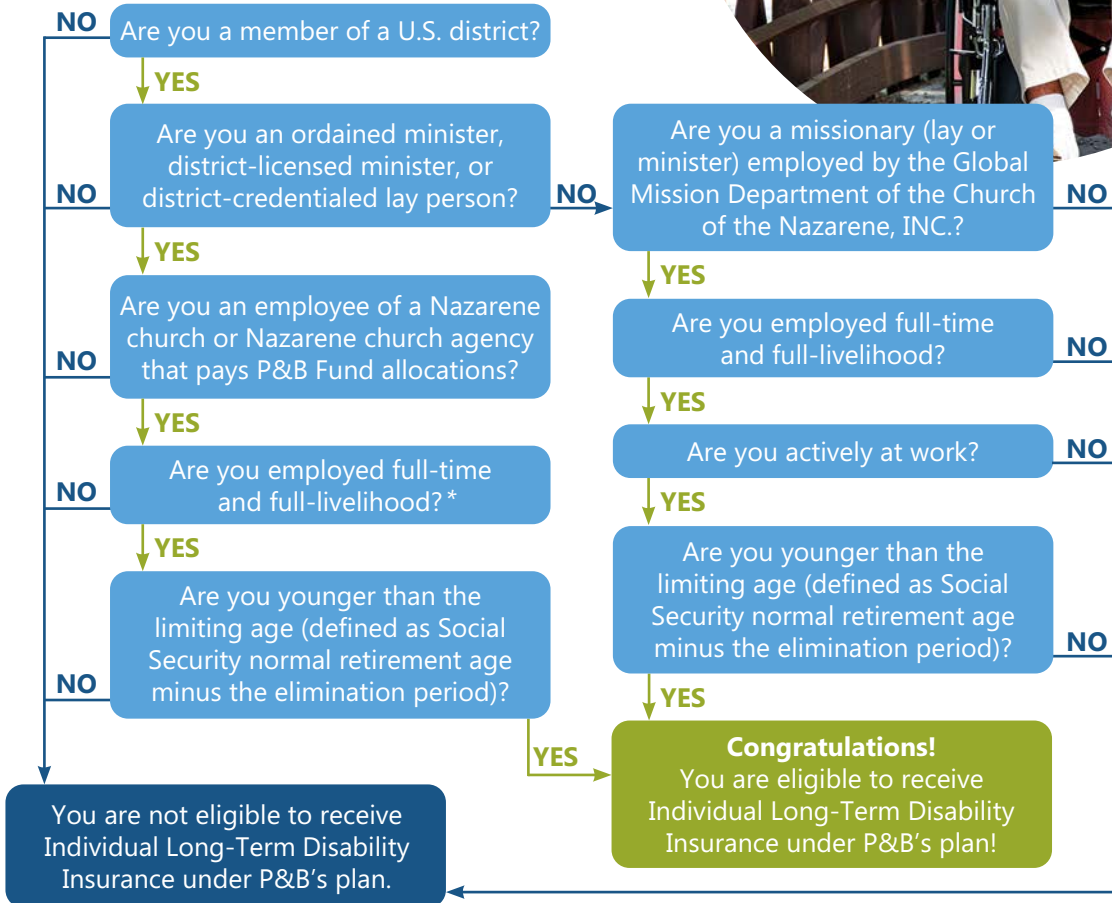 NO
Are you a member of a U.S. district?
YES
Are you an ordained minister,
district-licensed minister, or
district-credentialed lay person?
NO
NO
YES
Are you an employee of a Nazarene
church or Nazarene church agency
that pays P&B Fund allocations?
NO
YES
Are you employed full-time
and full-livelihood?*
NO
YES
Are you younger than the
limiting age (defined as Social
Security normal retirement age
minus the elimination period)?
NO
YES
You are not eligible to receive
Individual Long-Term Disability
Insurance under P&B's plan.
Are you a missionary (lay or
minister) employed by the Global
Mission Department of the Church
of the Nazarene, INC.?
NO
YES
Are you employed full-time
and full-livelihood?
NO
YES
Are you actively at work?
NO
YES
Are you younger than the
limiting age (defined as Social
Security normal retirement age
minus the elimination period)?
NO
YES
Congratulations!
You are eligible to receive
Individual Long-Term Disability
Insurance under P&B's plan!